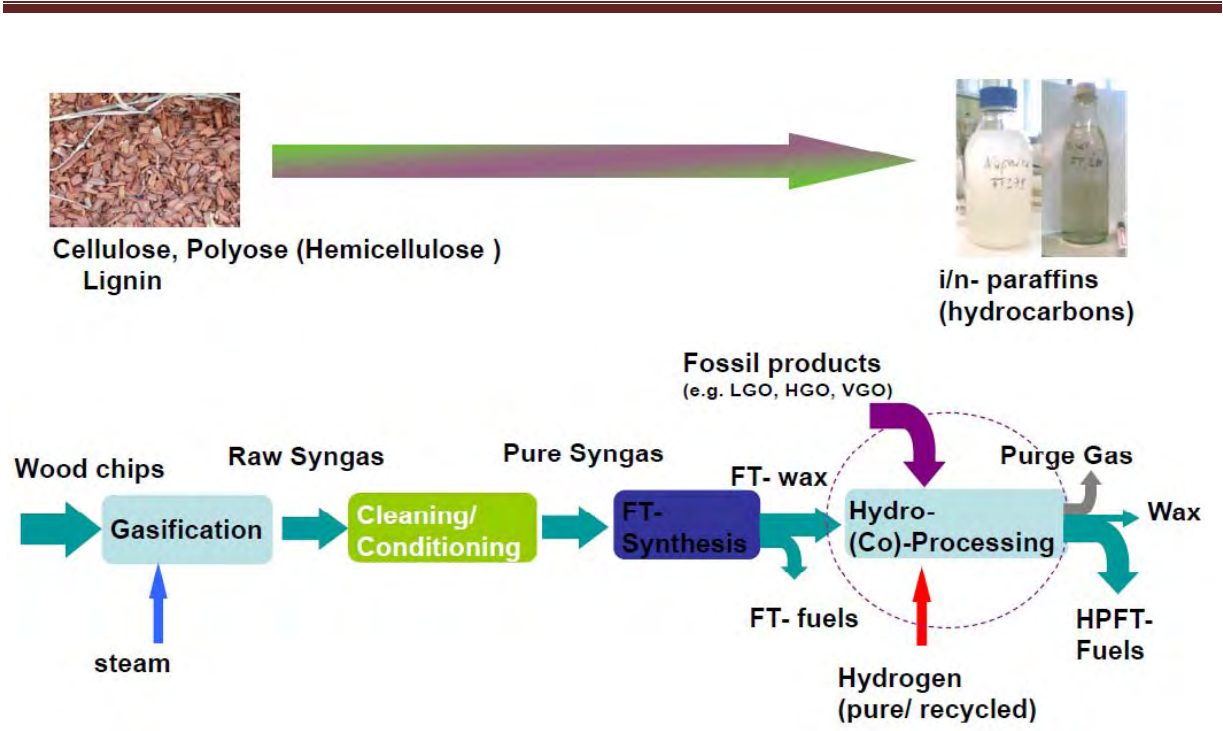 Cellulose, Polyose (Hemicellulose )
Lignin
i/n- paraffins
(hydrocarbons)
Fossil products
(e.g. LGO, HGO, VGO)
Wood chips
Raw Syngas
Pure Syngas
FT- wax
Purge Gas
Gasification
Cleaning/
Conditioning
FT-
Synthesis
Hydro-
(Co)-Processing
Wax
steam
FT- fuels
Hydrogen
(pure/ recycled)
HPFT-
Fuels